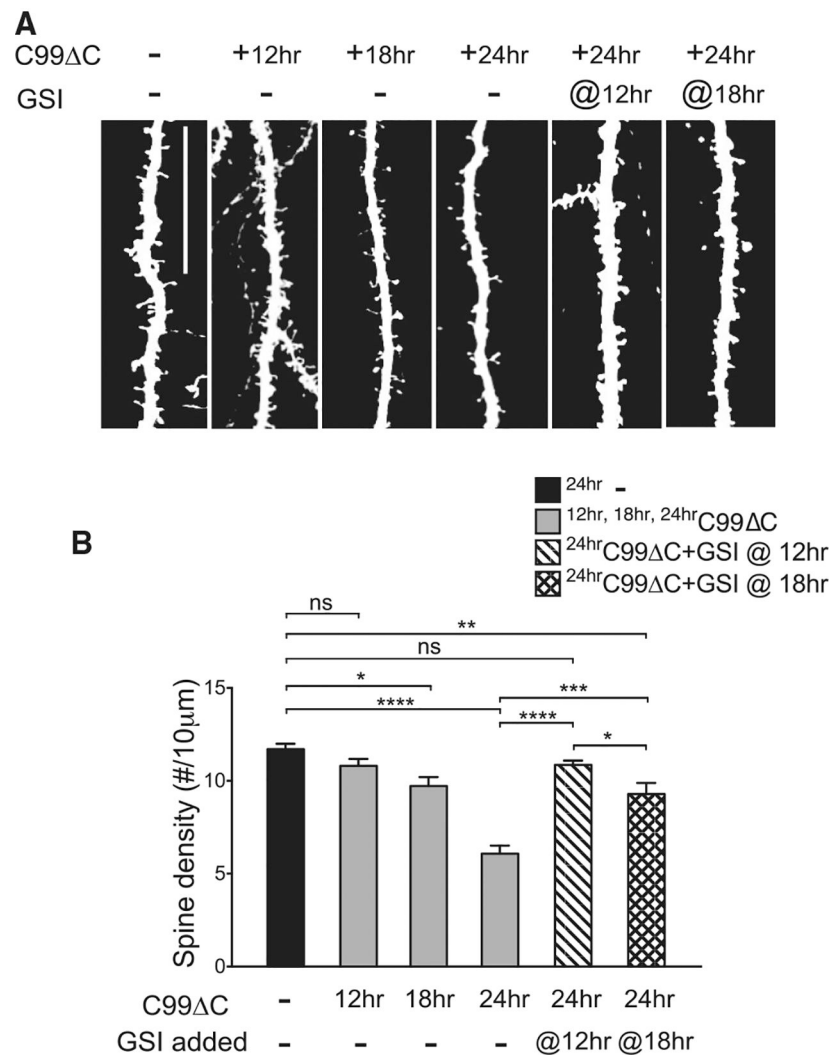 A
C99ΔC - +12hr +18hr +24hr +24hr +24hr
GSI - - - - @12hr @18hr
24hr -
12hr, 18hr, 24hr C99ΔC
24hr C99ΔC+GSI @ 12hr
24hr C99ΔC+GSI @ 18hr
B
ns
**
ns
* ***
**** ****
*
Spine density (#/10μm)
15
10
5
0
C99ΔC - 12hr 18hr 24hr 24hr 24hr
GSI added - - - - @12hr @18hr